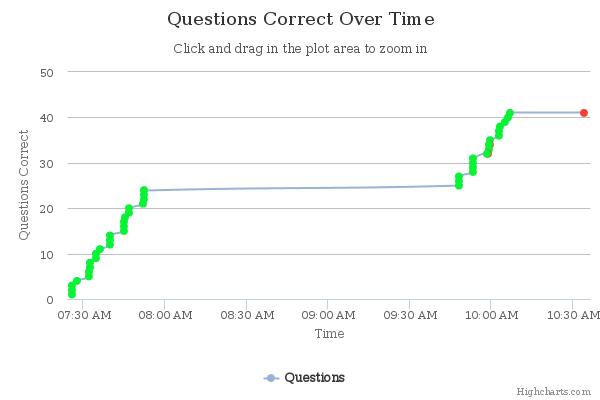 Questions Correct Over Time
Click and drag in the plot area to zoom in
Questions Correct
50
40
30
20
10
0
07:30 AM 08:00 AM 08:30 AM 09:00 AM 09:30 AM 10:00 AM 10:30 AM
Time
Questions
Highcharts.com